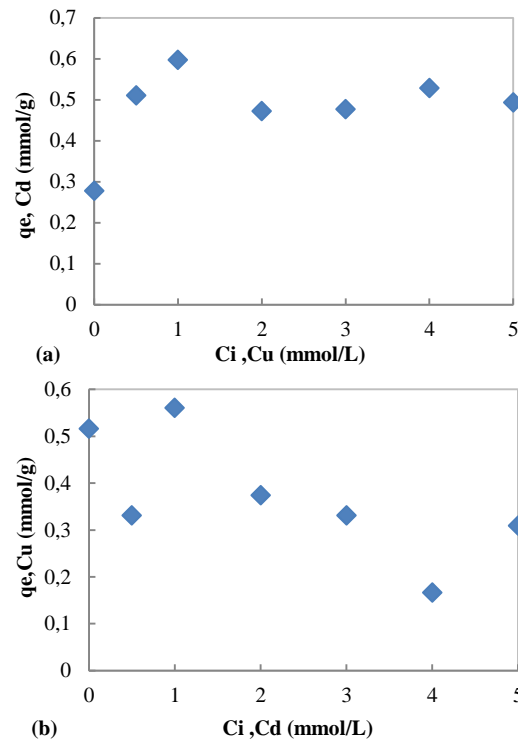 0,7
0,6
0,5
0,4
0,3
0,2
0,1
0
qe, Cd (mmol/g)
0 1 2 3 4 5
(a) Ci ,Cu (mmol/L)
0,6
0,5
0,4
0,3
0,2
0,1
0
qe,Cu (mmol/g)
0 1 2 3 4 5
(b) Ci ,Cd (mmol/L)